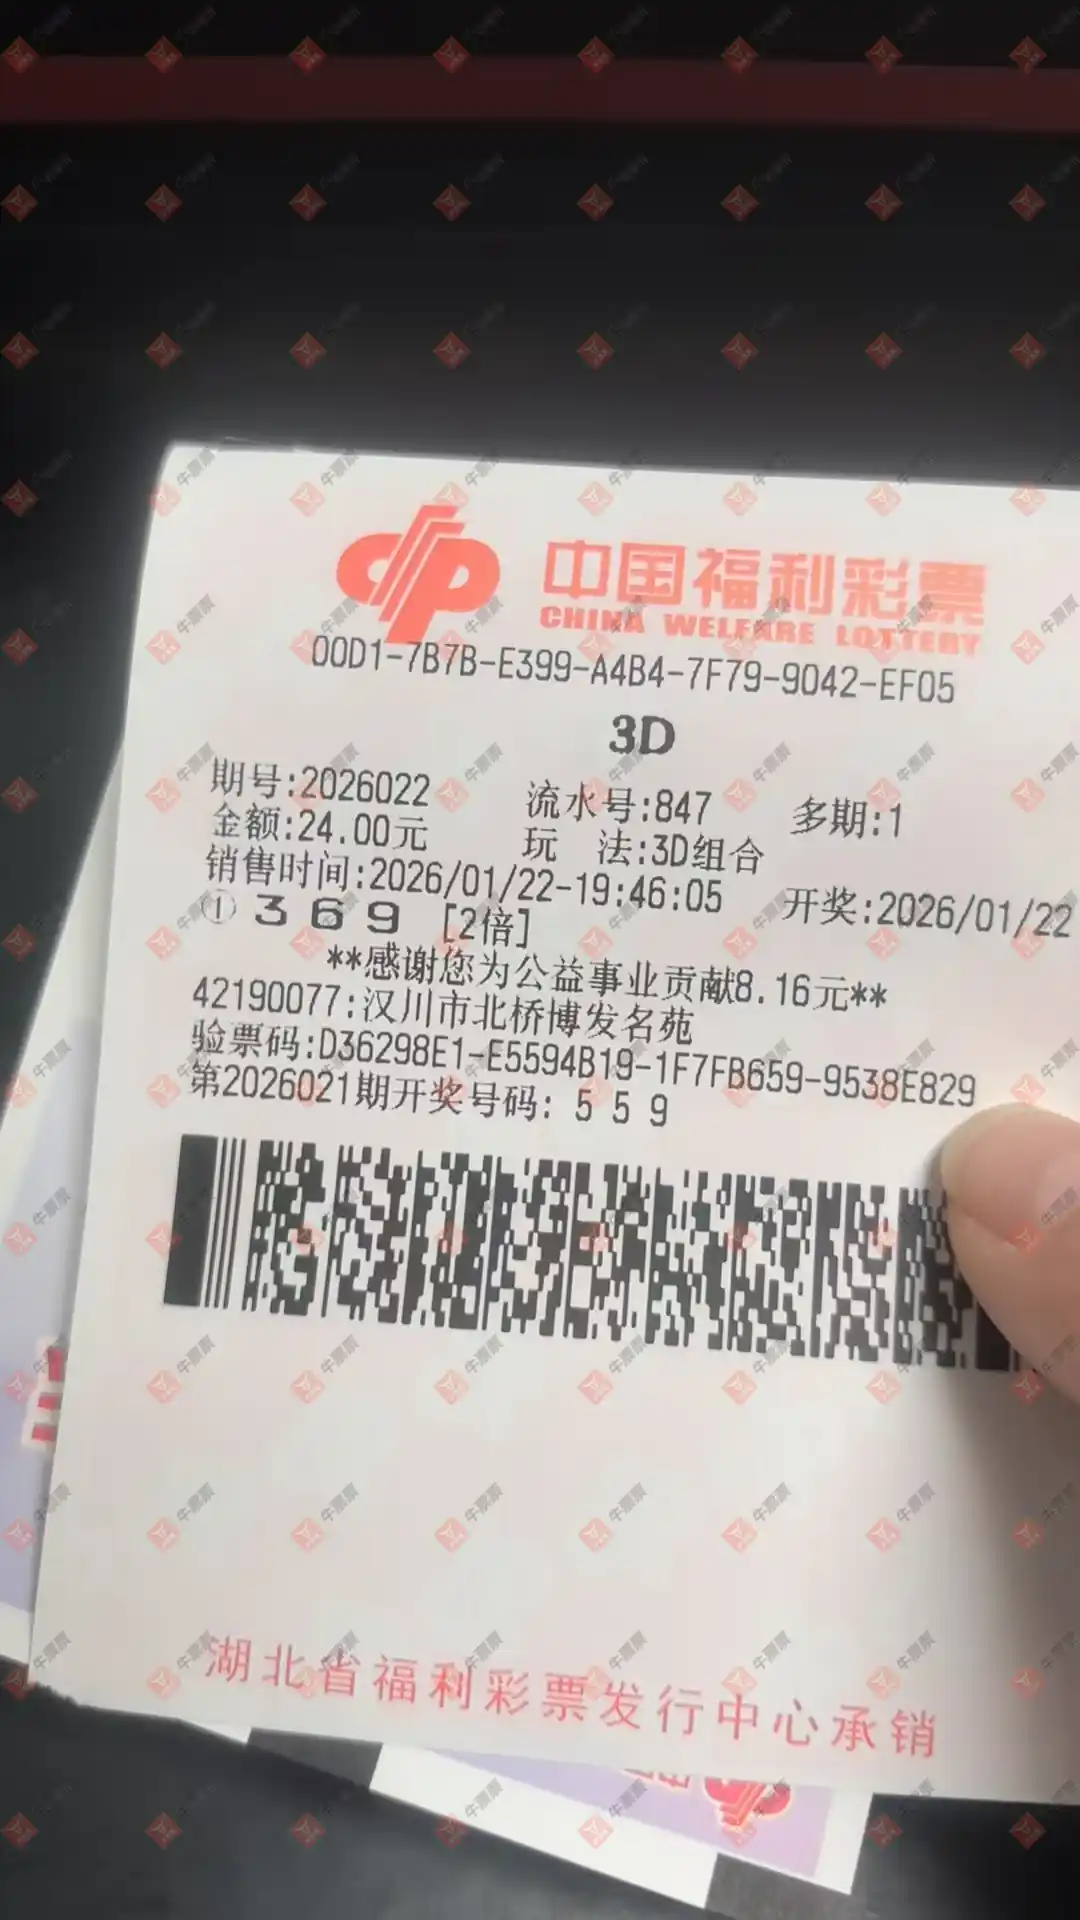 中国福利彩票
CHINA WELFARE LOTTERY
00D1-7B7B-E399-A4B4-7F79-9042-EF05
3D
期号:2026022 流水号:847 多期:1
金额:24.00元 玩 法:3D组合
销售时间:2026/01/22-19:46:05 开奖:2026/01/22
① 3 6 9 [2倍]
**感谢您为公益事业贡献8.16元**
42190077:汉川市北桥博发名苑
验票码:D36298E1-E5594B19-1F7FB659-9538E829
第2026021期开奖号码: 5 5 9
湖北省福利彩票发行中心承销
牛票票